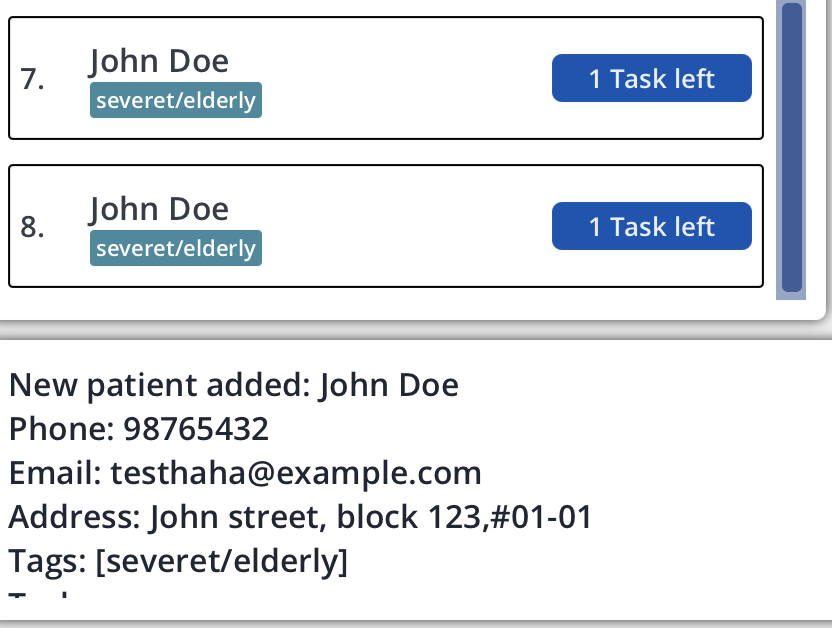 7.
John Doe
severet/elderly
1 Task left
8.
John Doe
severet/elderly
1 Task left
New patient added: John Doe
Phone: 98765432
Email: testhaha@example.com
Address: John street, block 123,#01-01
Tags: [severet/elderly]